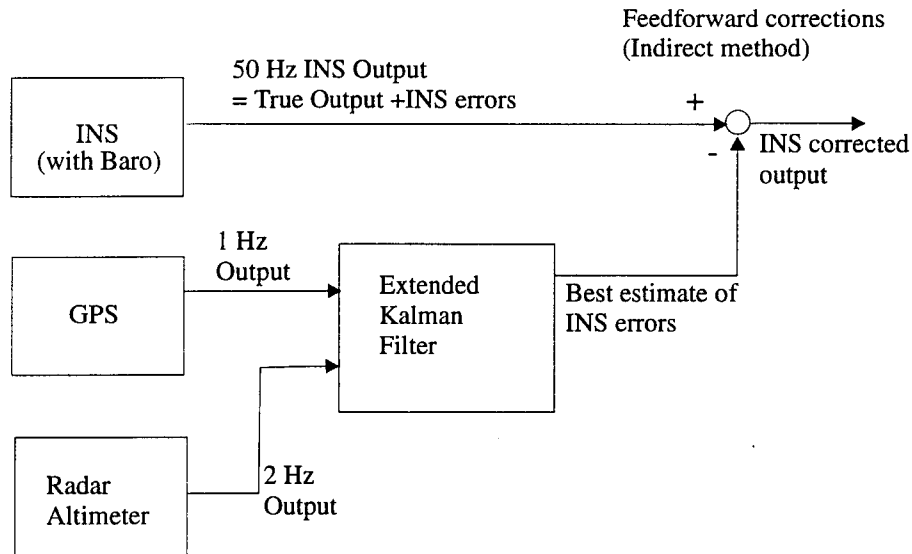 Feedforward corrections
(Indirect method)
50 Hz INS Output
= True Output +INS errors
INS
(with Baro)
+
-
INS corrected
output
1 Hz
Output
GPS
Extended
Kalman
Filter
Best estimate of
INS errors
Radar
Altimeter
2 Hz
Output